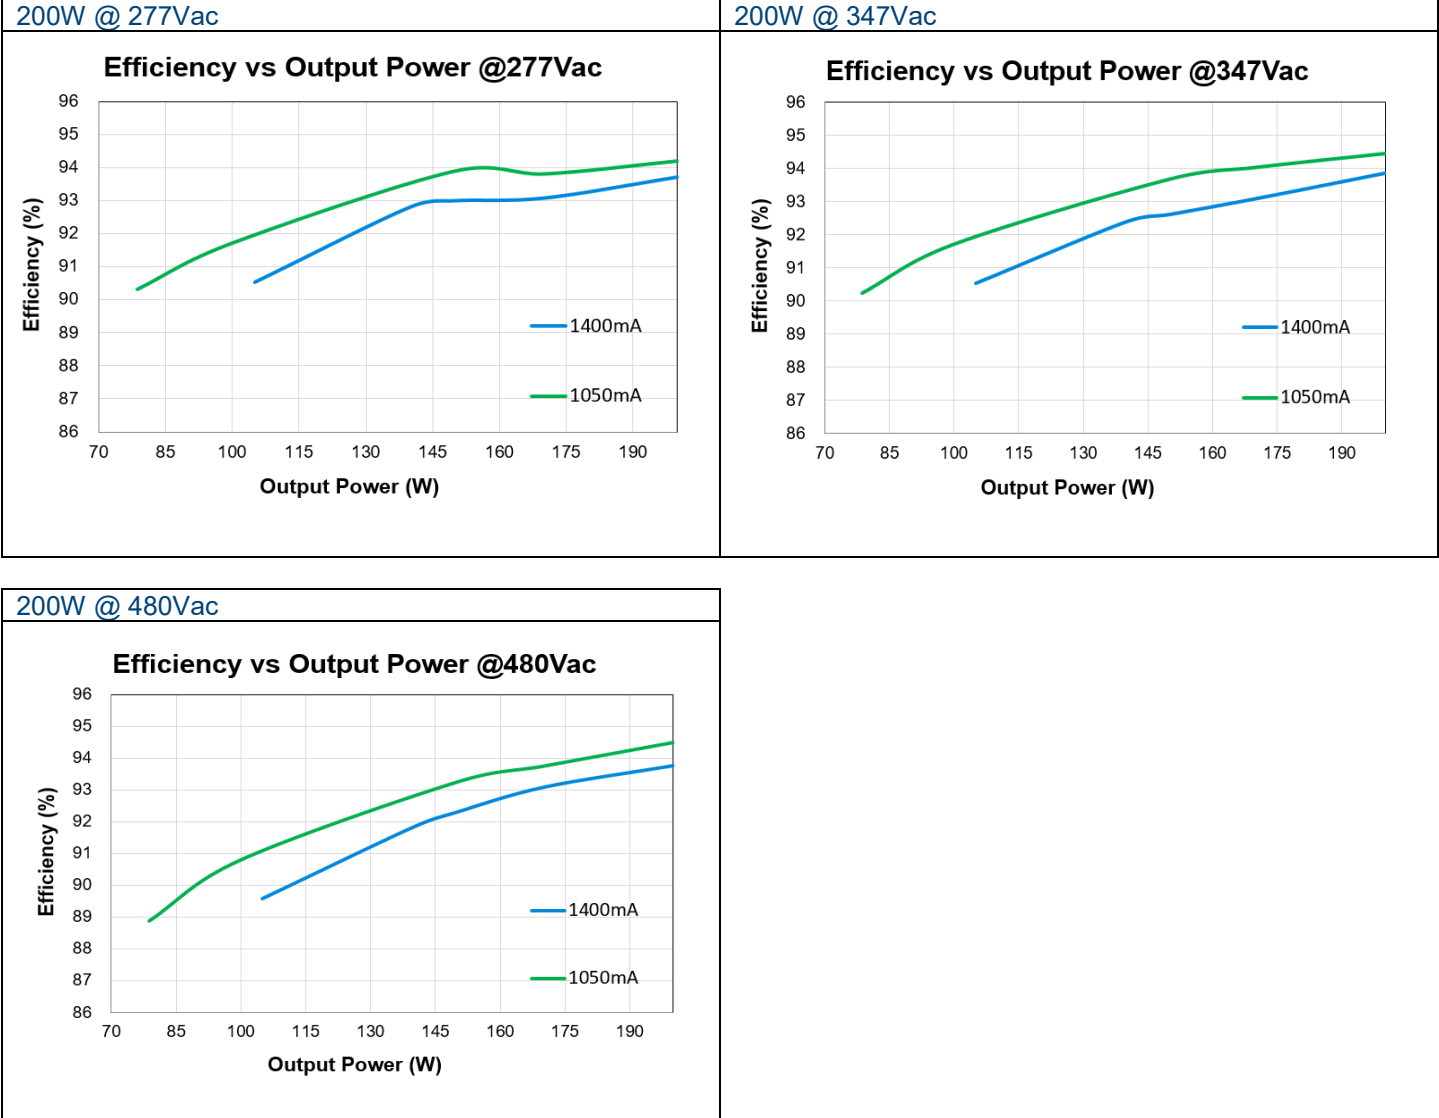 200W @ 277Vac
Efficiency vs Output Power @277Vac
96
95
94
93
92
91
90
89
88
87
86
Efficiency (%)
1400mA
1050mA
70 85 100 115 130 145 160 175 190
Output Power (W)
200W @ 347Vac
Efficiency vs Output Power @347Vac
96
95
94
93
92
91
90
89
88
87
86
Efficiency (%)
1400mA
1050mA
70 85 100 115 130 145 160 175 190
Output Power (W)
200W @ 480Vac
Efficiency vs Output Power @480Vac
96
95
94
93
92
91
90
89
88
87
86
Efficiency (%)
1400mA
1050mA
70 85 100 115 130 145 160 175 190
Output Power (W)